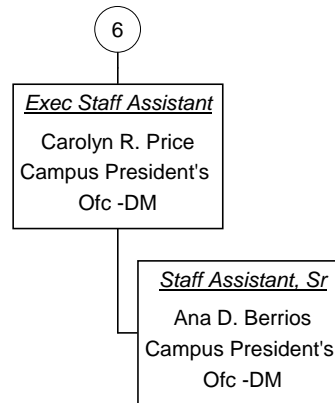 6
Exec Staff Assistant
Carolyn R. Price
Campus President's
Ofc -DM
Staff Assistant, Sr
Ana D. Berrios
Campus President's
Ofc -DM